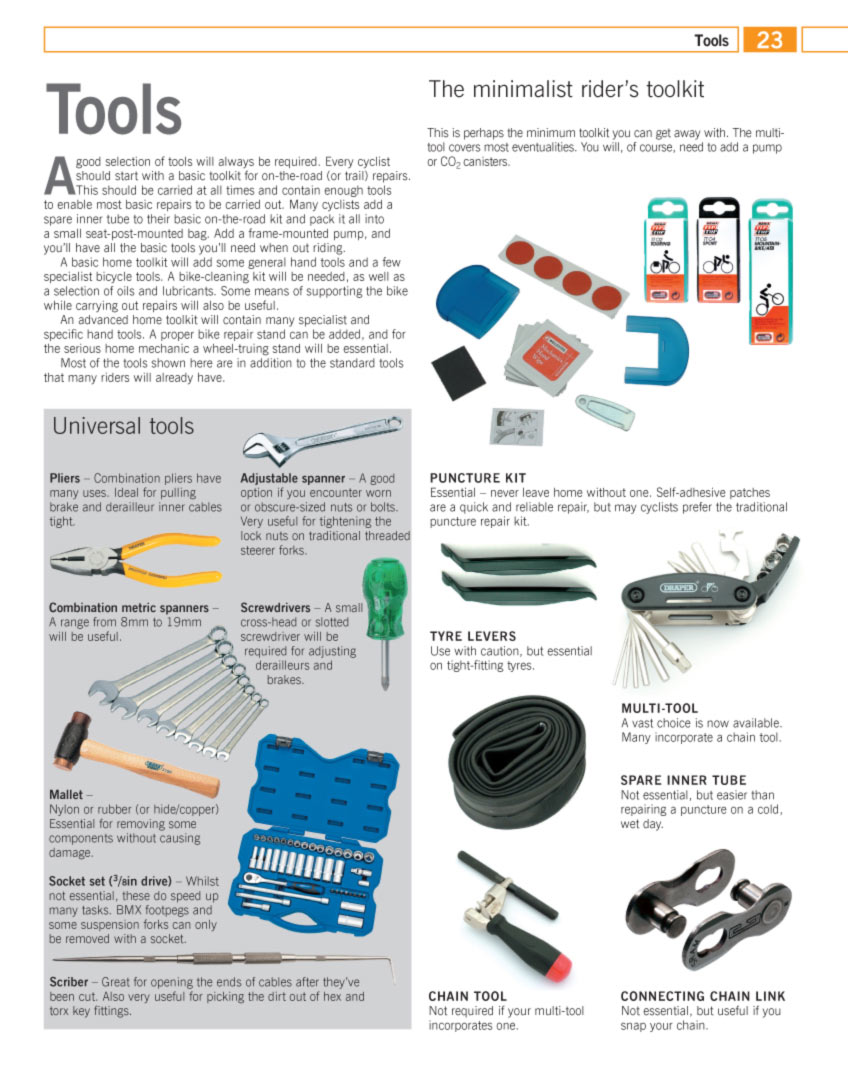 Tools 23
Tools
A good selection of tools will always be required. Every cyclist
should start with a basic toolkit for on-the-road (or trail) repairs.
This should be carried at all times and contain enough tools
to enable most basic repairs to be carried out. Many cyclists add a
spare inner tube to their basic on-the-road kit and pack it all into
a small seat-post-mounted bag. Add a frame-mounted pump, and
you'll have all the basic tools you'll need when out riding.
A basic home toolkit will add some general hand tools and a few
specialist bicycle tools. A bike-cleaning kit will be needed, as well as
a selection of oils and lubricants. Some means of supporting the bike
while carrying out repairs will also be useful.
An advanced home toolkit will contain many specialist and
specific hand tools. A proper bike repair stand can be added, and for
the serious home mechanic a wheel-truing stand will be essential.
Most of the tools shown here are in addition to the standard tools
that many riders will already have.
Universal tools
Pliers – Combination pliers have
many uses. Ideal for pulling
brake and derailleur inner cables
tight.
Combination metric spanners –
A range from 8mm to 19mm
will be useful.
Mallet –
Nylon or rubber (or hide/copper)
Essential for removing some
components without causing
damage.
Socket set (3/8in drive) – Whilst
not essential, these do speed up
many tasks. BMX footpegs and
some suspension forks can only
be removed with a socket.
Scriber – Great for opening the ends of cables after they've
been cut. Also very useful for picking the dirt out of hex and
torx key fittings.
Adjustable spanner – A good
option if you encounter worn
or obscure-sized nuts or bolts.
Very useful for tightening the
lock nuts on traditional threaded
steerer forks.
Screwdrivers – A small
cross-head or slotted
screwdriver will be
required for adjusting
derailleurs and
brakes.
The minimalist rider's toolkit
This is perhaps the minimum toolkit you can get away with. The multi-
tool covers most eventualities. You will, of course, need to add a pump
or CO2 canisters.
TOURING
SPORT
MOUNTAIN-
BIKE/ATB
Mechanics
Hand
Wipe
PUNCTURE KIT
Essential – never leave home without one. Self-adhesive patches
are a quick and reliable repair, but may cyclists prefer the traditional
puncture repair kit.
DRAPER
TYRE LEVERS
Use with caution, but essential
on tight-fitting tyres.
MULTI-TOOL
A vast choice is now available.
Many incorporate a chain tool.
SPARE INNER TUBE
Not essential, but easier than
repairing a puncture on a cold,
wet day.
SRAM
CHAIN TOOL
Not required if your multi-tool
incorporates one.
CONNECTING CHAIN LINK
Not essential, but useful if you
snap your chain.